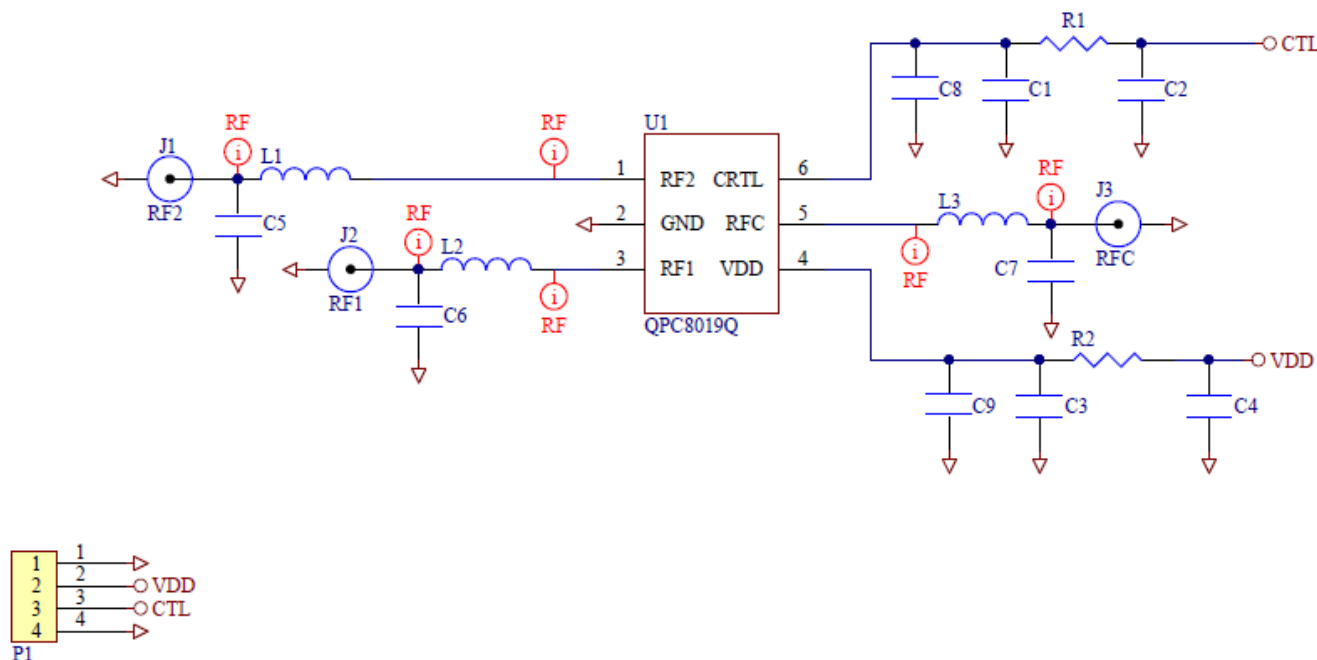 R1
CTL
C8
C1
C2
RF
RF
U1
J1
L1
1
RF2
CRTL
6
RF
J3
RF2
C5
RF
J2
L2
2
GND
RFC
5
L3
RFC
3
RF1
VDD
4
RF
C7
RF1
C6
RF
QPC8019Q
R2
VDD
C9
C3
C4
1
1
2
2
VDD
3
3
CTL
4
4
P1